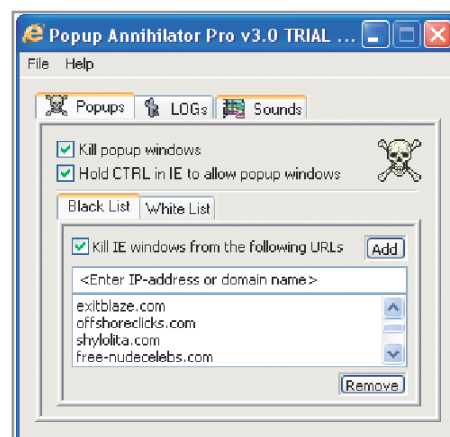 Popup Annihilator Pro v3.0 TRIAL ...
File Help
Popups LOGs Sounds
Kill popup windows
Hold CTRL in IE to allow popup windows
Black List White List
Kill IE windows from the following URLs Add
<Enter IP-address or domain name>
exitblaze.com
offshoreclicks.com
shylolita.com
free-nudecelebs.com
Remove